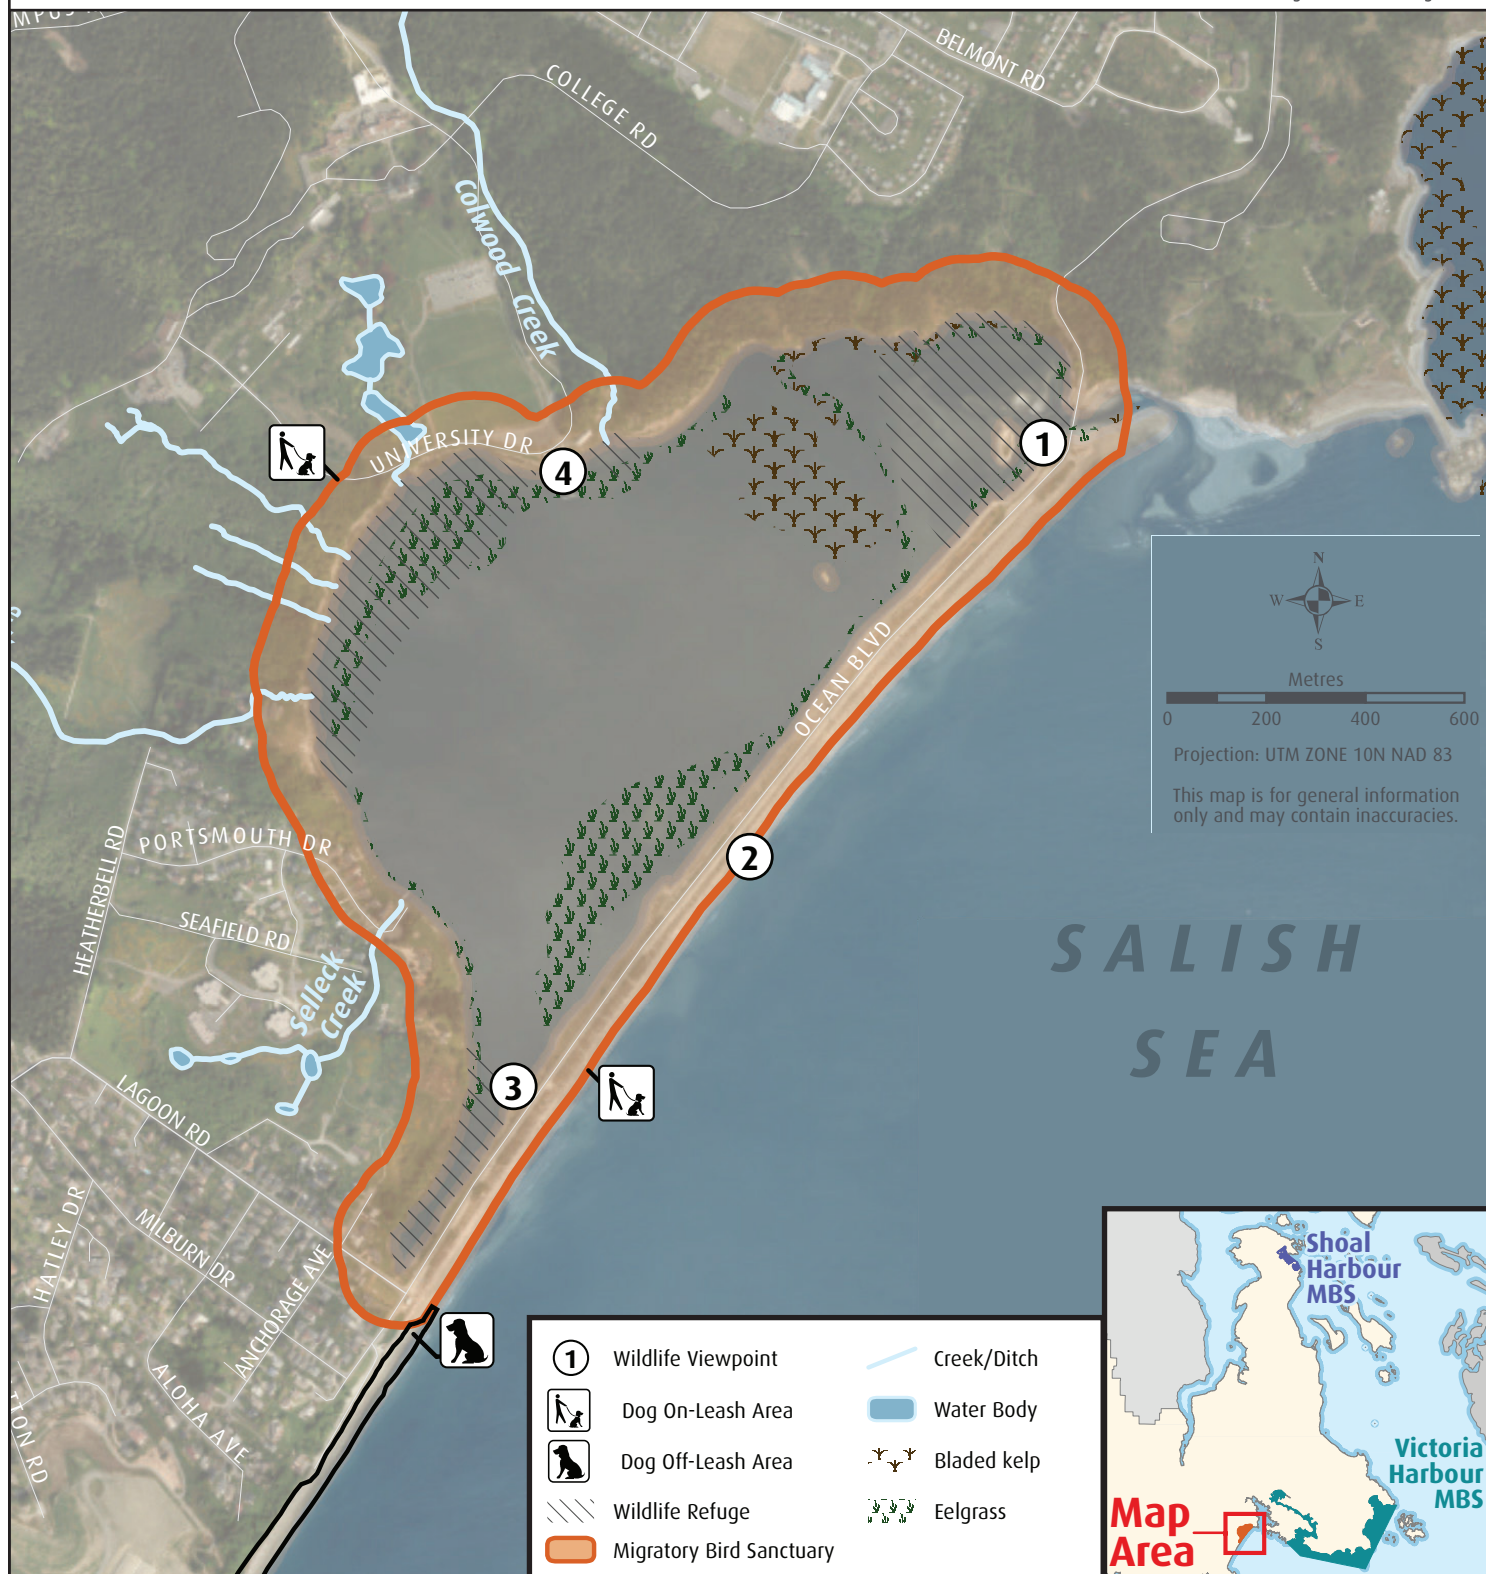 BELMONT RD
COLLEGE RD
Colwood Creek
UNIVERSITY DR
1
4
OCEAN BLVD
N
W E
S
Metres
0 200 400 600
Projection: UTM ZONE 10N NAD 83
This map is for general information
only and may contain inaccuracies.
PORTSMOUTH DR
HEATHERBELL RD
2
SEAFIELD RD
Selleck
Creek
SALISH
SEA
3
LAGOON RD
HATLEY DR
MILBURN DR
ANCHORAGE AVE
ALOHA AVE
TTON RD
1 Wildlife Viewpoint
Dog On-Leash Area
Dog Off-Leash Area
Wildlife Refuge
Migratory Bird Sanctuary
Creek/Ditch
Water Body
Bladed kelp
Eelgrass
Shoal
Harbour
MBS
Victoria
Harbour
MBS
Map
Area